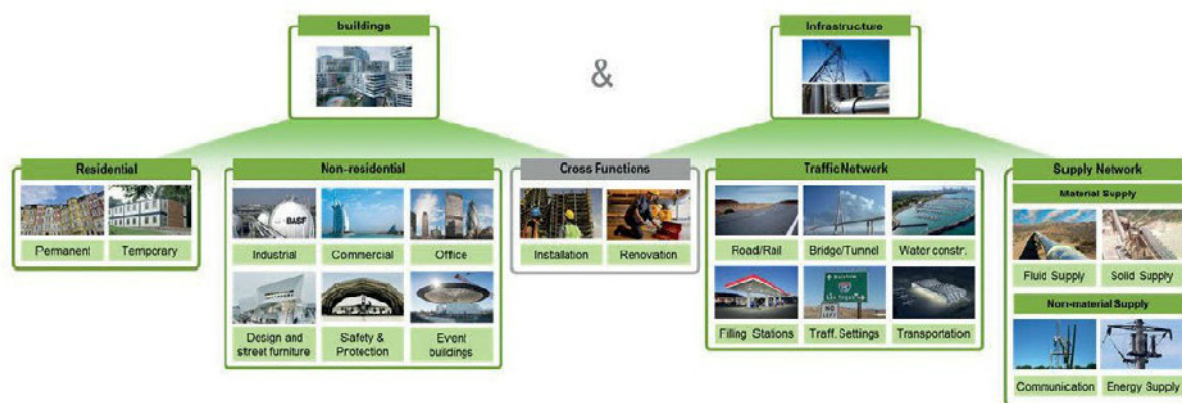 buildings
&
Infrastructure
Residential
Permanent
Temporary
Non-residential
BASF
Industrial
Commercial
Office
Design and
street furniture
Safety &
Protection
Event
buildings
Cross Functions
Installation
Renovation
TrafficNetwork
Road/Rail
Bridge/Tunnel
Water constr.
Filling Stations
Traff. Settings
Transportation
Supply Network
Material Supply
Fluid Supply
Solid Supply
Non-material Supply
Communication
Energy Supply